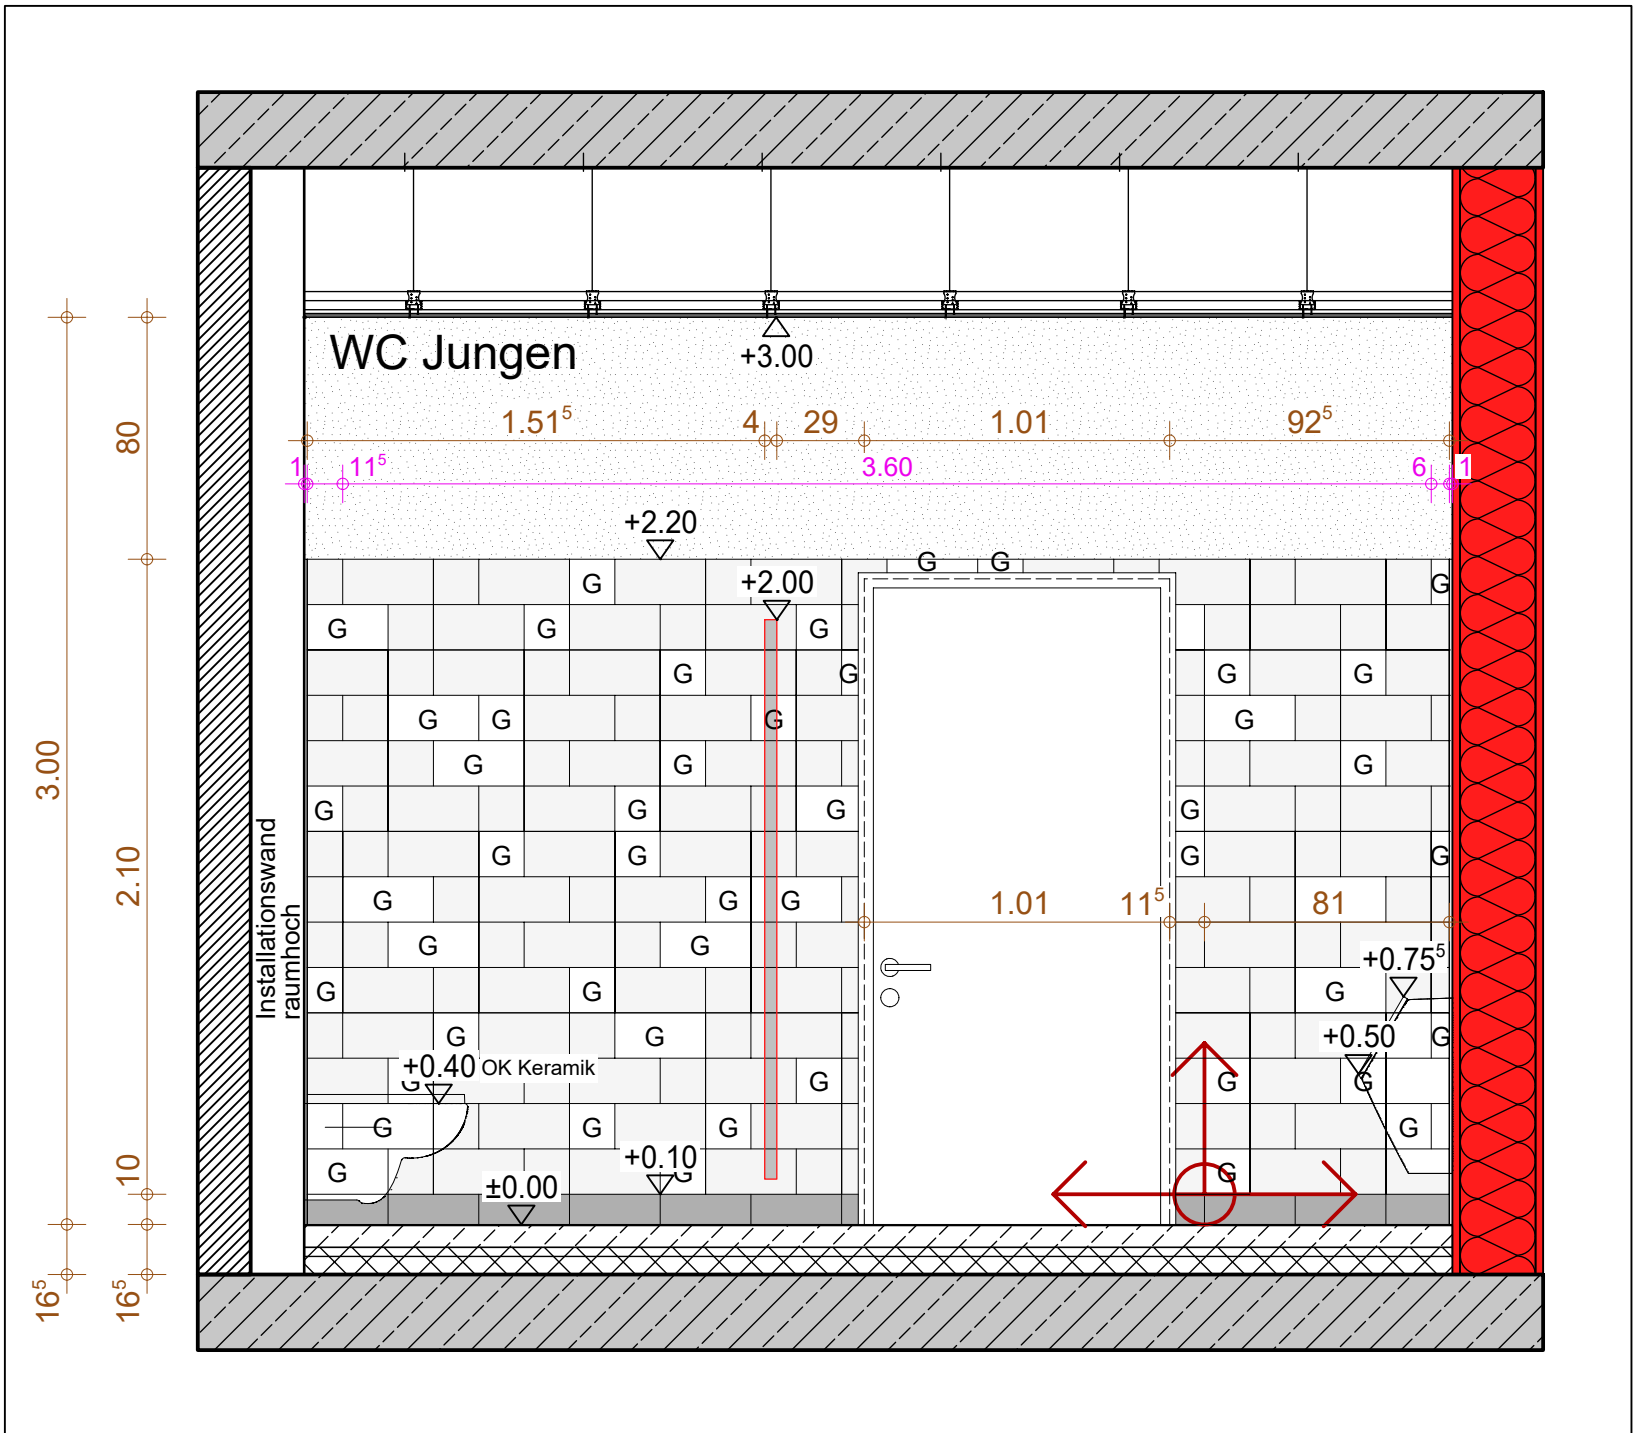 WC Jungen
+3.00
1.51⁵ 4 29 1.01 92⁵
1 11⁵ 3.60 6 1
80
+2.20
G G
+2.00
G G
G G G
G G G G
G G G G
3.00
G G G
G G G G
2.10
G G G G
G G G
1.01 11⁵ 81
G G
+0.75⁵
Installationswand
raumhoch
G G G
G G G
+0.50
+0.40 OK Keramik
G G G G
G G G G
+0.10
G G G
10
±0.00
16⁵ 16⁵